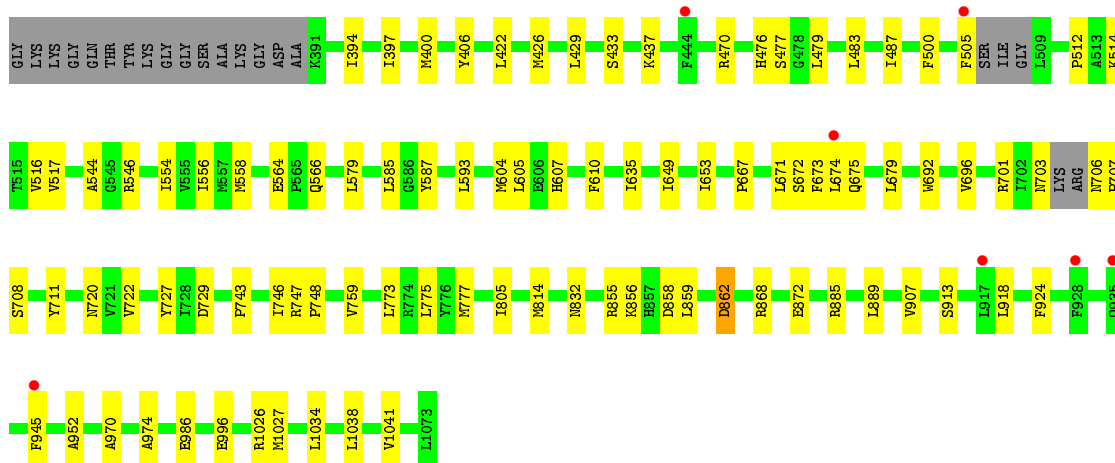 GLY LYS LYS GLY GLN THR TYR LYS GLY GLY SER ALA LYS GLY ASP ALA K391 I394 I397 M400 Y406 L422 M426 L429 S433 K437 F444 R470 H476 S477 G478 L479 L483 I487 F500 F505 SER ILE GLY L509 P512 A513 K514
T515 V516 V517 A544 G545 R546 I554 V555 I556 M557 M558 E564 P565 Q566 L579 L585 G586 Y587 L593 M604 L605 E606 H607 F610 I635 I649 I653 P667 L671 S672 F673 L674 Q675 L679 W692 V696 R701 I702 N703 LYS ARG N706 P707
S708 Y711 N720 V721 V722 Y727 I728 D729 P743 I746 R747 P748 V759 L773 R774 L775 Y776 M777 I805 M814 N832 R855 K856 H857 D858 L859 D862 R868 E872 R885 L889 V907 S913 L917 L918 F924 F928
F945 A952 A970 A974 E986 E996 R1026 M1027 L1034 L1038 V1041 L1073